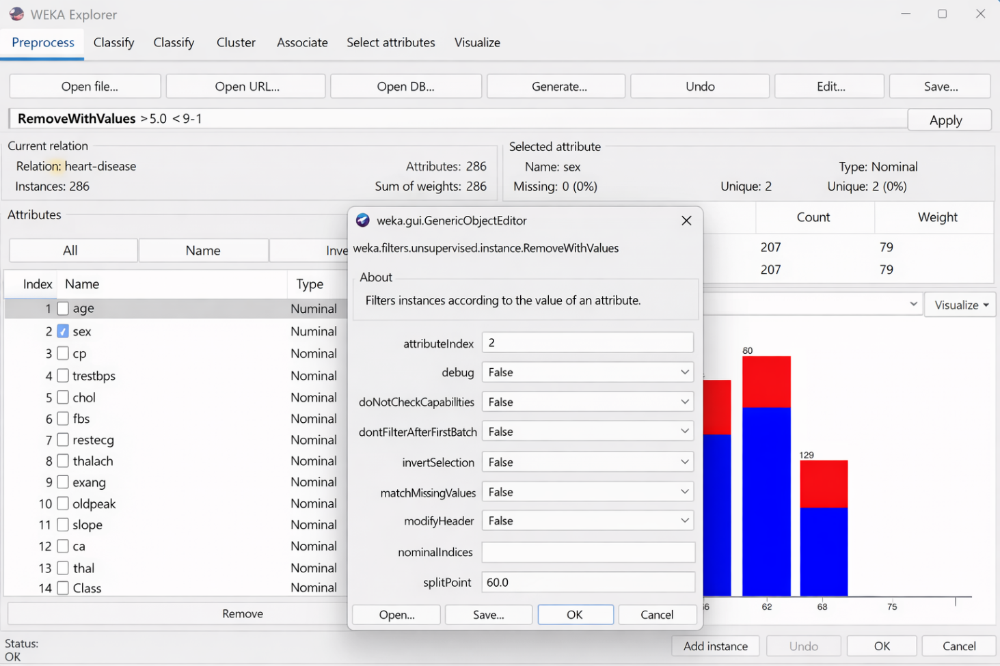 WEKA Explorer
Preprocess Classify Classify Cluster Associate Select attributes Visualize
Open file... Open URL... Open DB... Generate... Undo Edit... Save...
RemoveWithValues >5.0 <9-1 Apply
Current relation
Relation: heart-disease Attributes: 286
Instances: 286 Sum of weights: 286
Selected attribute
Name: sex Type: Nominal
Missing: 0 (0%) Unique: 2 Unique: 2 (0%)
Attributes
All Name Inve
Index Name Type
1 age Numinal
2 sex Numinal
3 cp Nominal
4 trestbps Nominal
5 chol Nominal
6 fbs Nominal
7 restecg Nominal
8 thalach Nominal
9 exang Nominal
10 oldpeak Nominal
11 slope Nominal
12 ca Nominal
13 thal Nominal
14 Class Nominal
Remove
weka.gui.GenericObjectEditor
weka.filters.unsupervised.instance.RemoveWithValues
About
Filters instances according to the value of an attribute.
attributeIndex 2
debug False
doNotCheckCapabilities False
dontFilterAfterFirstBatch False
invertSelection False
matchMissingValues False
modifyHeader False
nominalIndices
splitPoint 60.0
Open... Save... OK Cancel
Count Weight
207 79
207 79
Visualize
80
129
62 68 75
Status:
OK
Add instance Undo OK Cancel